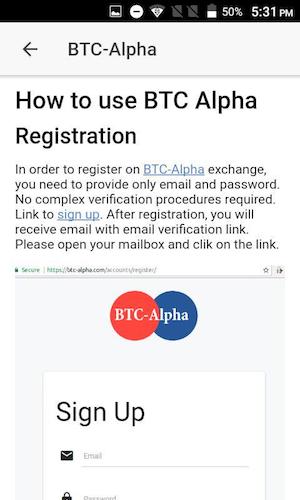 50% 5:31 PM
BTC-Alpha
How to use BTC Alpha
Registration
In order to register on BTC-Alpha exchange,
you need to provide only email and password.
No complex verification procedures required.
Link to sign up. After registration, you will
receive email with email verification link.
Please open your mailbox and clik on the link.
Secure https://btc-alpha.com/accounts/register/
BTC-Alpha
Sign Up
Email
Password